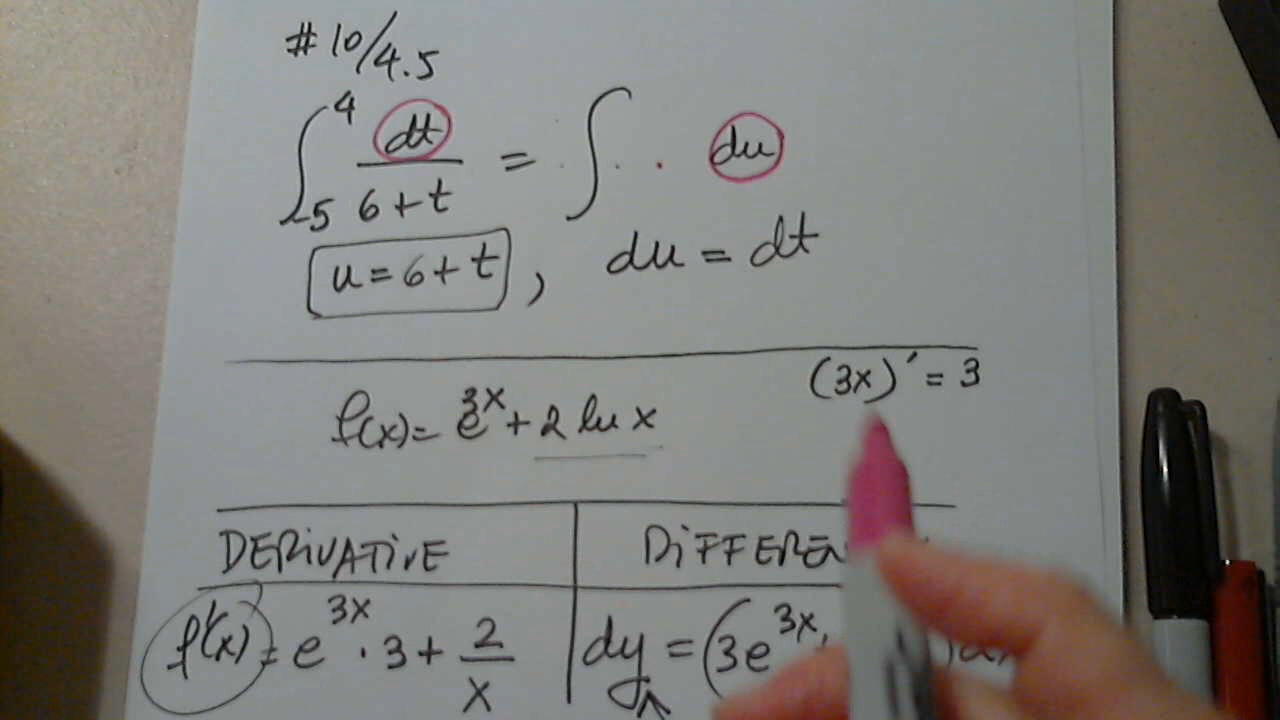 #10/4.5
∫₋₅⁴ dt/(6+t) = ∫ · · du
u = 6+t , du = dt
(3x)′ = 3
f(x) = e^3x + 2 ln x
DERIVATIVE
f'(x) = e^3x · 3 + 2/x
dy = (3e^3x